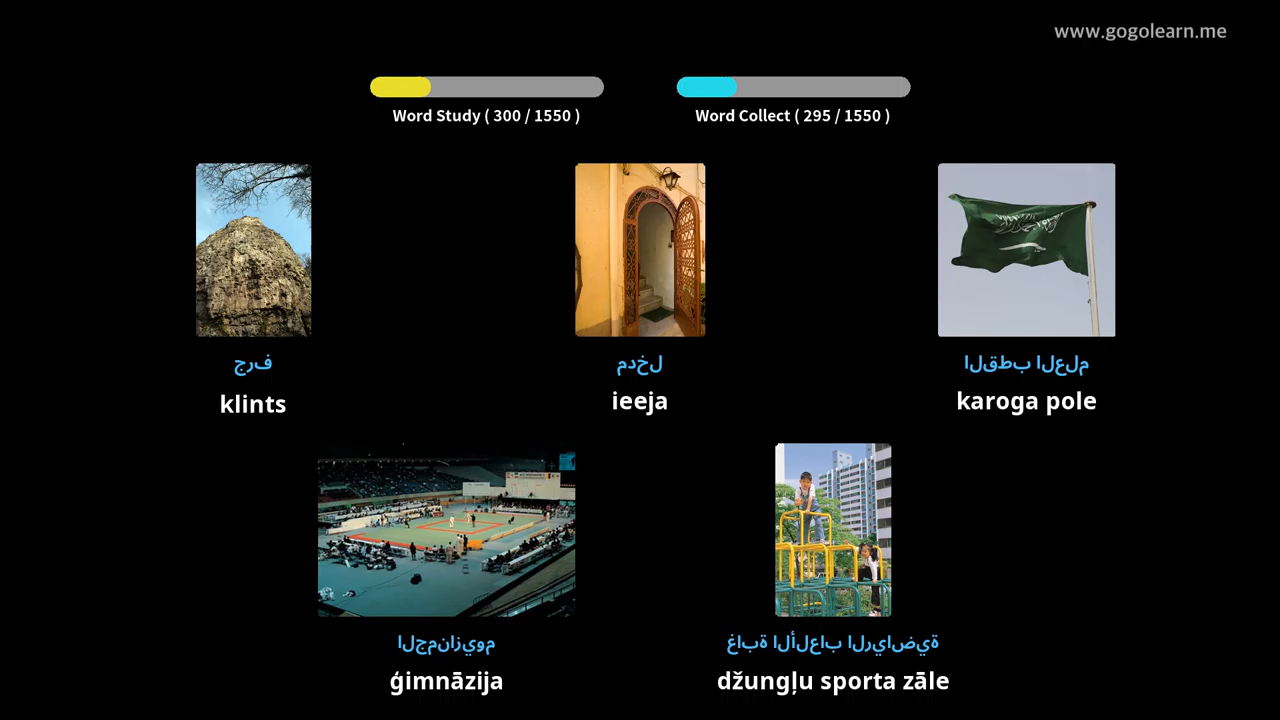 www.gogolearn.me
Word Study ( 300 / 1550 )
Word Collect ( 295 / 1550 )
جرف
مدخل
القطب العلم
klints
ieeja
karoga pole
الجمنازيوم
غابة الألعاب الرياضية
ģimnāzija
džungļu sporta zāle